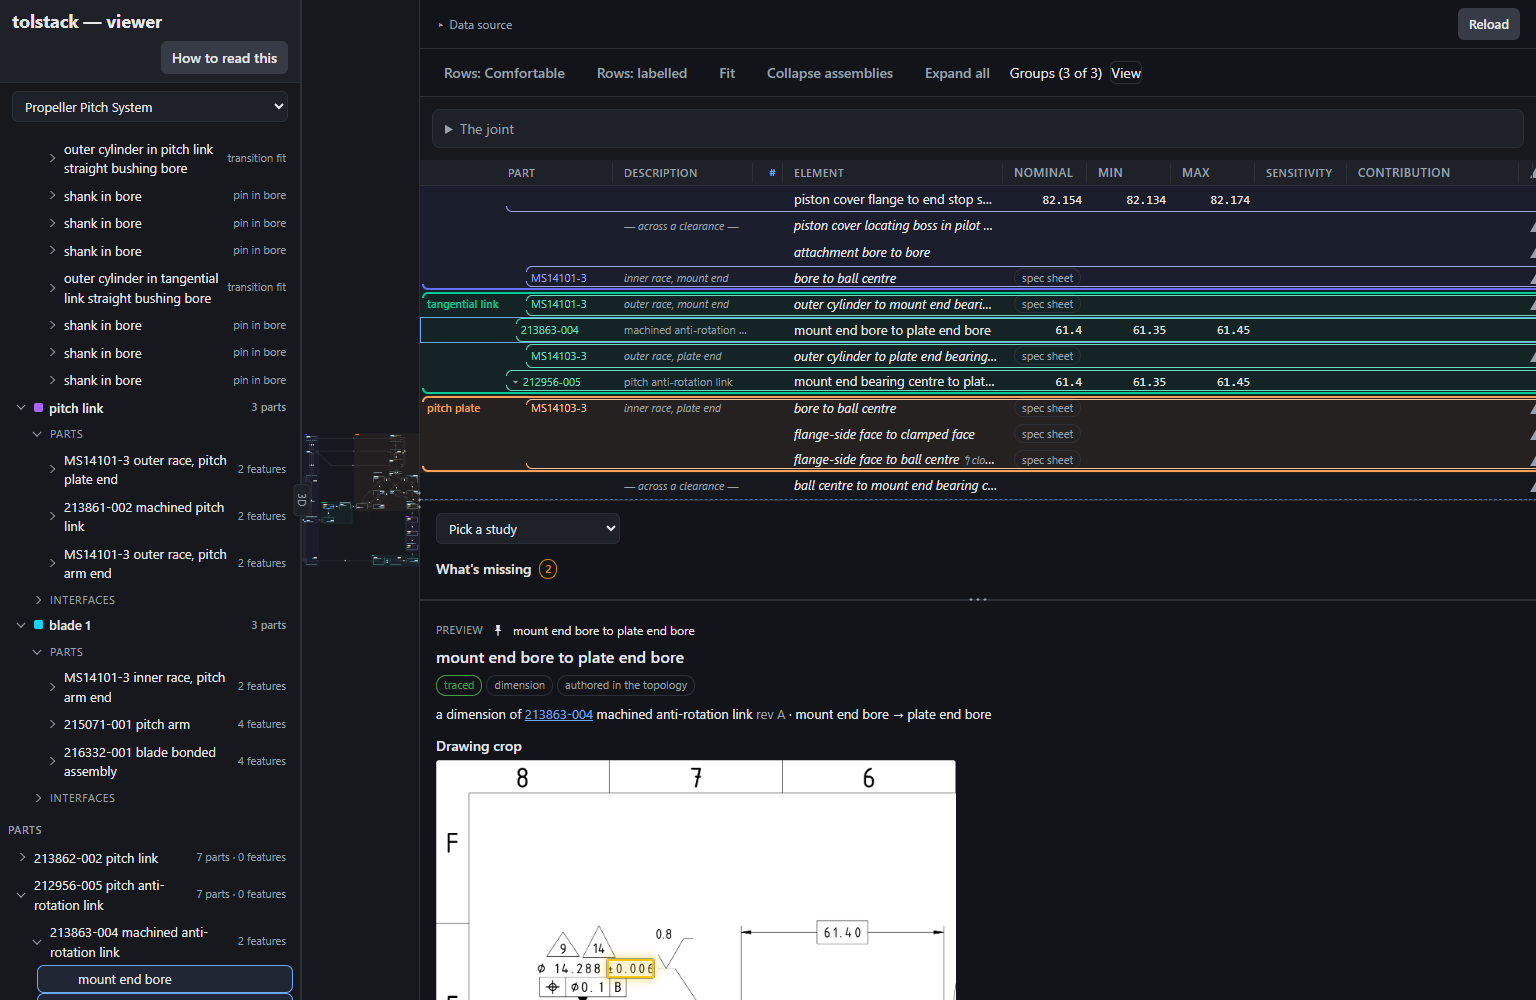 tolstack — viewer
How to read this
Propeller Pitch System
outer cylinder in pitch link straight bushing bore transition fit
shank in bore pin in bore
shank in bore pin in bore
shank in bore pin in bore
outer cylinder in tangential link straight bushing bore transition fit
shank in bore pin in bore
shank in bore pin in bore
shank in bore pin in bore
pitch link 3 parts
PARTS
MS14101-3 outer race, pitch plate end 2 features
213861-002 machined pitch link 2 features
MS14101-3 outer race, pitch arm end 2 features
INTERFACES
blade 1 3 parts
PARTS
MS14101-3 inner race, pitch arm end 2 features
215071-001 pitch arm 4 features
216332-001 blade bonded assembly 4 features
INTERFACES
PARTS
213862-002 pitch link 7 parts · 0 features
212956-005 pitch anti-rotation link 7 parts · 0 features
213863-004 machined anti-rotation link 2 features
mount end bore
3D
Data source
Reload
Rows: Comfortable Rows: labelled Fit Collapse assemblies Expand all Groups (3 of 3) View
The joint
PART DESCRIPTION # ELEMENT NOMINAL MIN MAX SENSITIVITY CONTRIBUTION
piston cover flange to end stop s... 82.154 82.134 82.174
— across a clearance — piston cover locating boss in pilot ...
attachment bore to bore
MS14101-3 inner race, mount end bore to ball centre spec sheet
tangential link MS14101-3 outer race, mount end outer cylinder to mount end beari... spec sheet
213863-004 machined anti-rotation ... mount end bore to plate end bore 61.4 61.35 61.45
MS14103-3 outer race, plate end outer cylinder to plate end bearing... spec sheet
212956-005 pitch anti-rotation link mount end bearing centre to plat... 61.4 61.35 61.45
pitch plate MS14103-3 inner race, plate end bore to ball centre spec sheet
flange-side face to clamped face spec sheet
flange-side face to ball centre ↰ clo... spec sheet
— across a clearance — ball centre to mount end bearing c...
Pick a study
What's missing 2
PREVIEW mount end bore to plate end bore
mount end bore to plate end bore
traced dimension authored in the topology
a dimension of 213863-004 machined anti-rotation link rev A · mount end bore → plate end bore
Drawing crop
8 7 6
F
9 14 0.8 61.40
⌀ 14.288 ±0.006
⌖ ⌀0.1 B